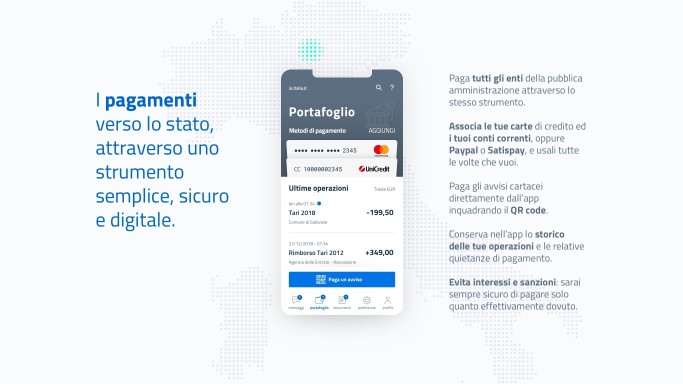 I pagamenti
verso lo stato,
attraverso uno
strumento
semplice, sicuro
e digitale.
io.italia.it
?
Portafoglio
Metodi di pagamento AGGIUNGI
•••• •••• •••• 2345
mastercard
CC 10000002345 UniCredit
Ultime operazioni Totale EUR
Ieri alle 07:34
Tari 2018 -199,50
Comune di Gallarate
22/12/2018 - 07:34
Rimborso Tari 2012 +349,00
Agenzia delle Entrate - Riscossione
Paga un avviso
messaggi portafoglio documenti preferenze profilo
Paga tutti gli enti della pubblica
amministrazione attraverso lo
stesso strumento.
Associa le tue carte di credito ed
i tuoi conti correnti, oppure
Paypal o Satispay, e usali tutte
le volte che vuoi.
Paga gli avvisi cartacei
direttamente dall'app
inquadrando il QR code.
Conserva nell'app lo storico
delle tue operazioni e le relative
quietanze di pagamento.
Evita interessi e sanzioni: sarai
sempre sicuro di pagare solo
quanto effettivamente dovuto.